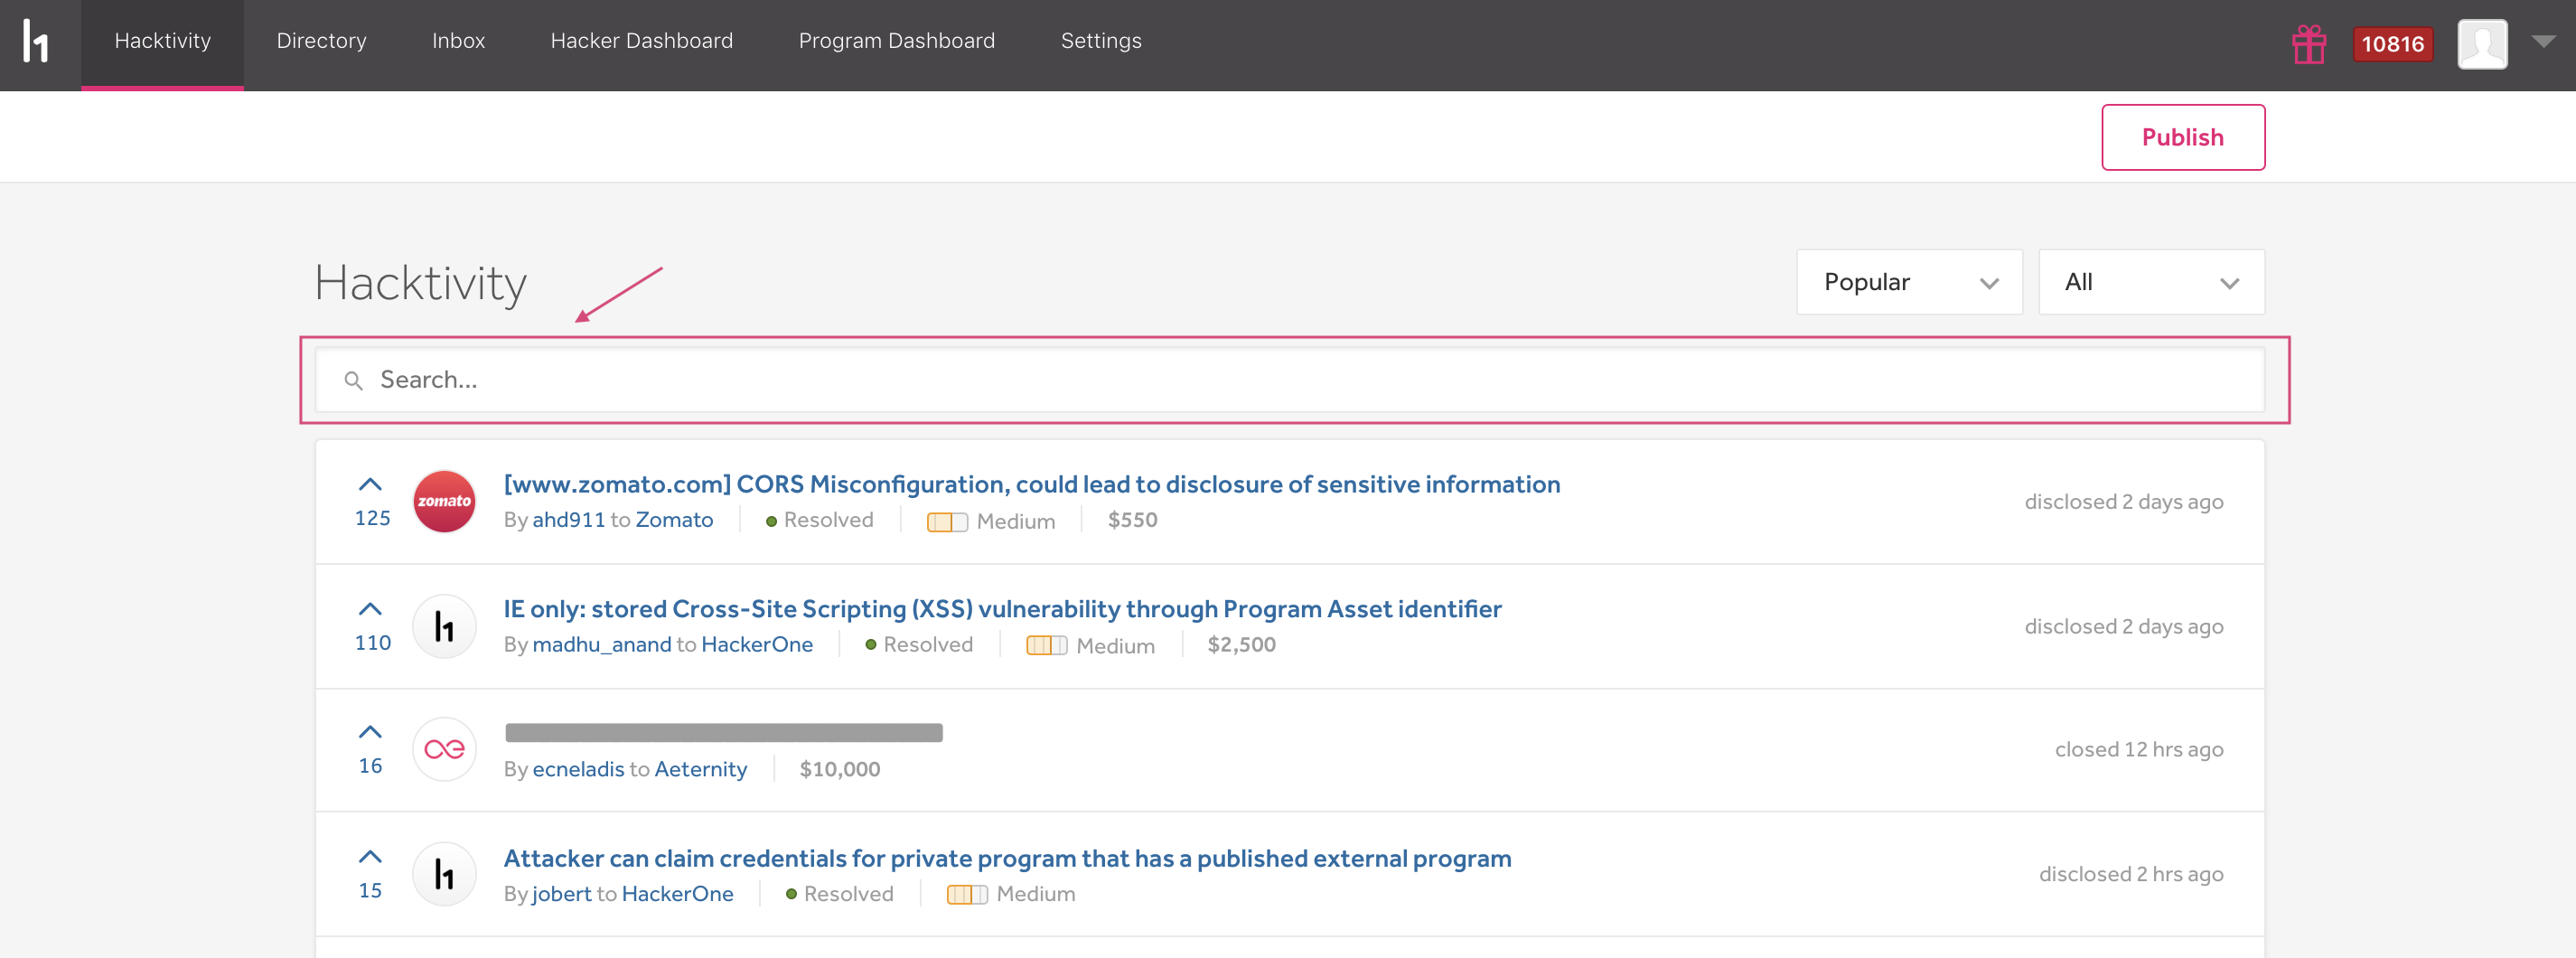 h1 Hacktivity Directory Inbox Hacker Dashboard Program Dashboard Settings 10816
Publish
Hacktivity Popular All
Search...
[www.zomato.com] CORS Misconfiguration, could lead to disclosure of sensitive information
125 zomato By ahd911 to Zomato Resolved Medium $550 disclosed 2 days ago
IE only: stored Cross-Site Scripting (XSS) vulnerability through Program Asset identifier
110 h1 By madhu_anand to HackerOne Resolved Medium $2,500 disclosed 2 days ago
16 By ecneladis to Aeternity $10,000 closed 12 hrs ago
Attacker can claim credentials for private program that has a published external program
15 h1 By jobert to HackerOne Resolved Medium disclosed 2 hrs ago